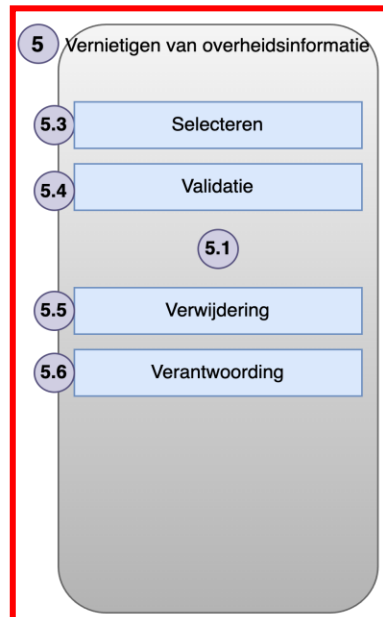 5 Vernietigen van overheidsinformatie
5.3 Selecteren
5.4 Validatie
5.1
5.5 Verwijdering
5.6 Verantwoording